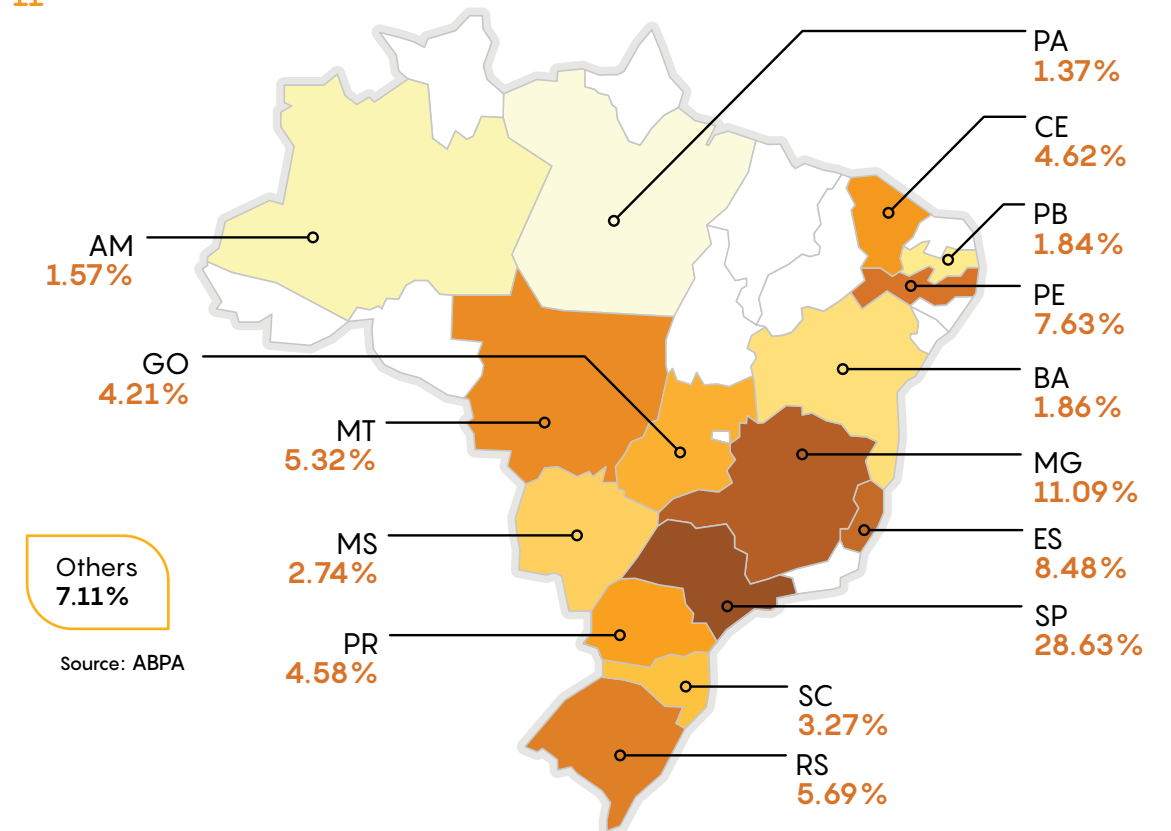 PA
1.37%
CE
4.62%
PB
1.84%
AM
1.57%
PE
7.63%
GO
4.21%
BA
1.86%
MT
5.32%
MG
11.09%
MS
2.74%
ES
8.48%
Others
7.11%
SP
28.63%
PR
4.58%
Source: ABPA
SC
3.27%
RS
5.69%